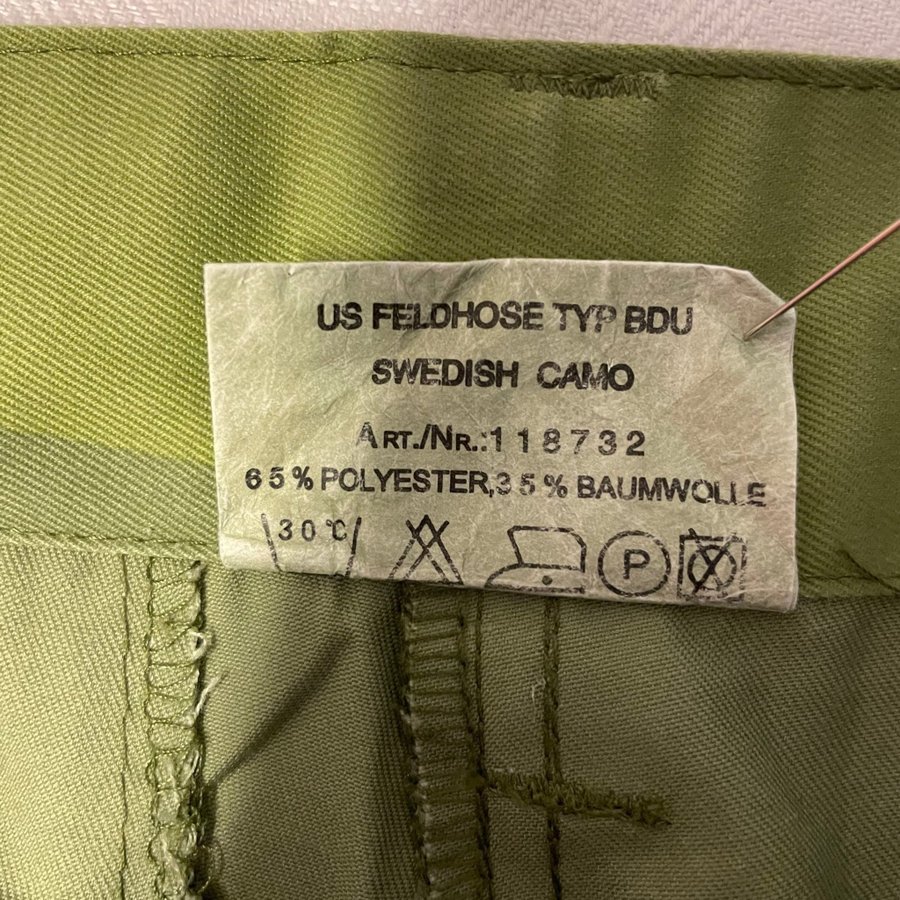 US FELDHOSE TYP BDU
SWEDISH CAMO
ART./NR.:118732
65% POLYESTER,35% BAUMWOLLE
30°C P